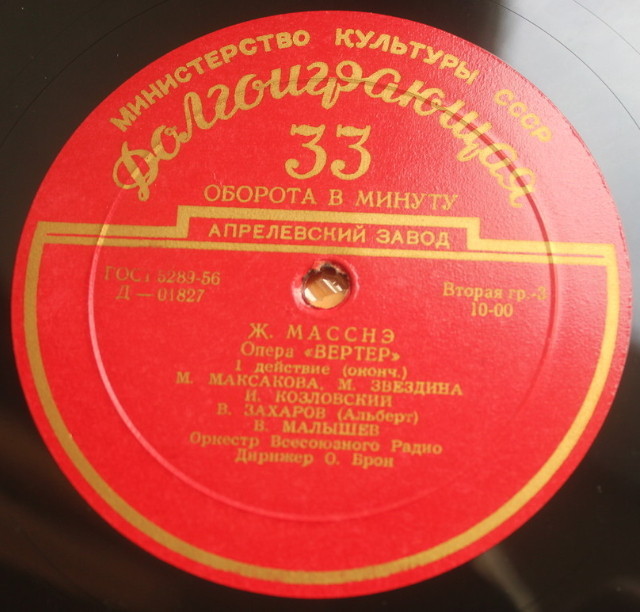 МИНИСТЕРСТВО КУЛЬТУРЫ СССР
Долгоиграющая
33
ОБОРОТА В МИНУТУ
АПРЕЛЕВСКИЙ ЗАВОД
ГОСТ 5289-56
Д — 01827
Вторая гр.-3
10-00
Ж. МАССНЭ
Опера «ВЕРТЕР»
I действие (оконч.)
М. МАКСАКОВА, М. ЗВЕЗДИНА
И. КОЗЛОВСКИЙ
В. ЗАХАРОВ (Альберт)
В. МАЛЫШЕВ
Оркестр Всесоюзного Радио
Дирижер О. Брон